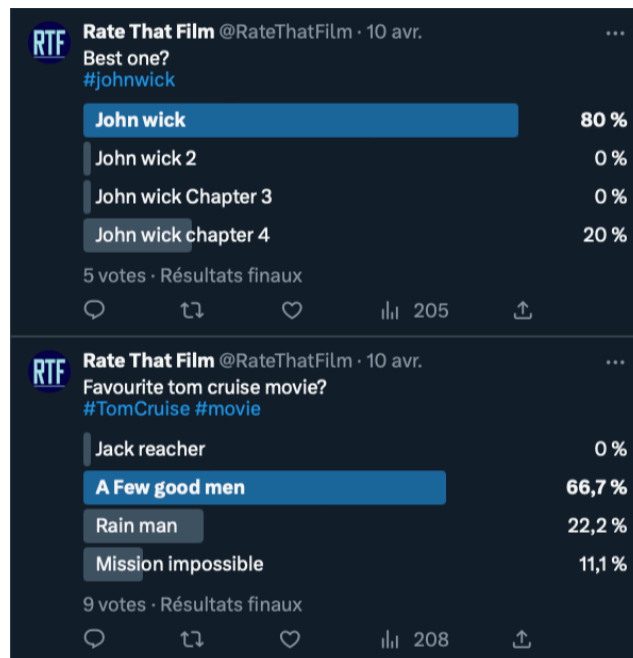 RTF
Rate That Film @RateThatFilm · 10 avr.
Best one?
#johnwick
John wick 80 %
John wick 2 0 %
John wick Chapter 3 0 %
John wick chapter 4 20 %
5 votes · Résultats finaux
205
RTF
Rate That Film @RateThatFilm · 10 avr.
Favourite tom cruise movie?
#TomCruise #movie
Jack reacher 0 %
A Few good men 66,7 %
Rain man 22,2 %
Mission impossible 11,1 %
9 votes · Résultats finaux
208